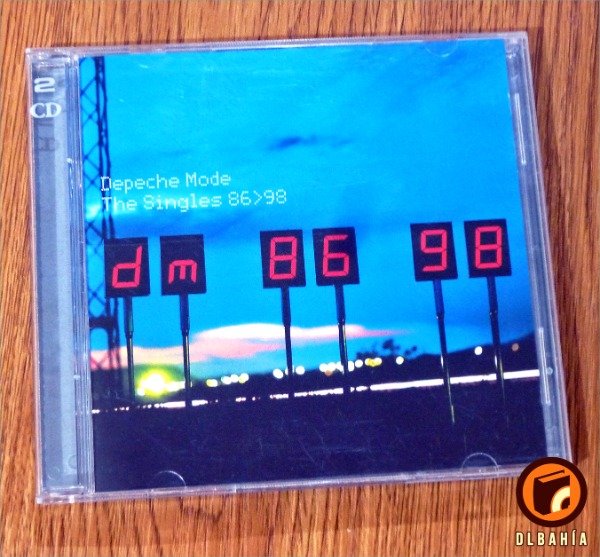 2
CD
Depeche Mode
The Singles 86>98
dm 86 98
DLBAHÍA